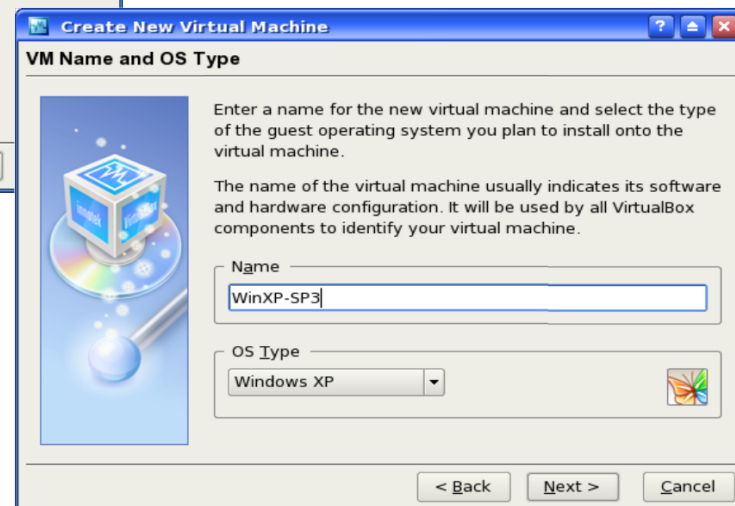 Create New Virtual Machine
?
VM Name and OS Type
Enter a name for the new virtual machine and select the type
of the guest operating system you plan to install onto the
virtual machine.
The name of the virtual machine usually indicates its software
and hardware configuration. It will be used by all VirtualBox
components to identify your virtual machine.
innotek
VirtualBox
Name
WinXP-SP3
OS Type
Windows XP
< Back
Next >
Cancel